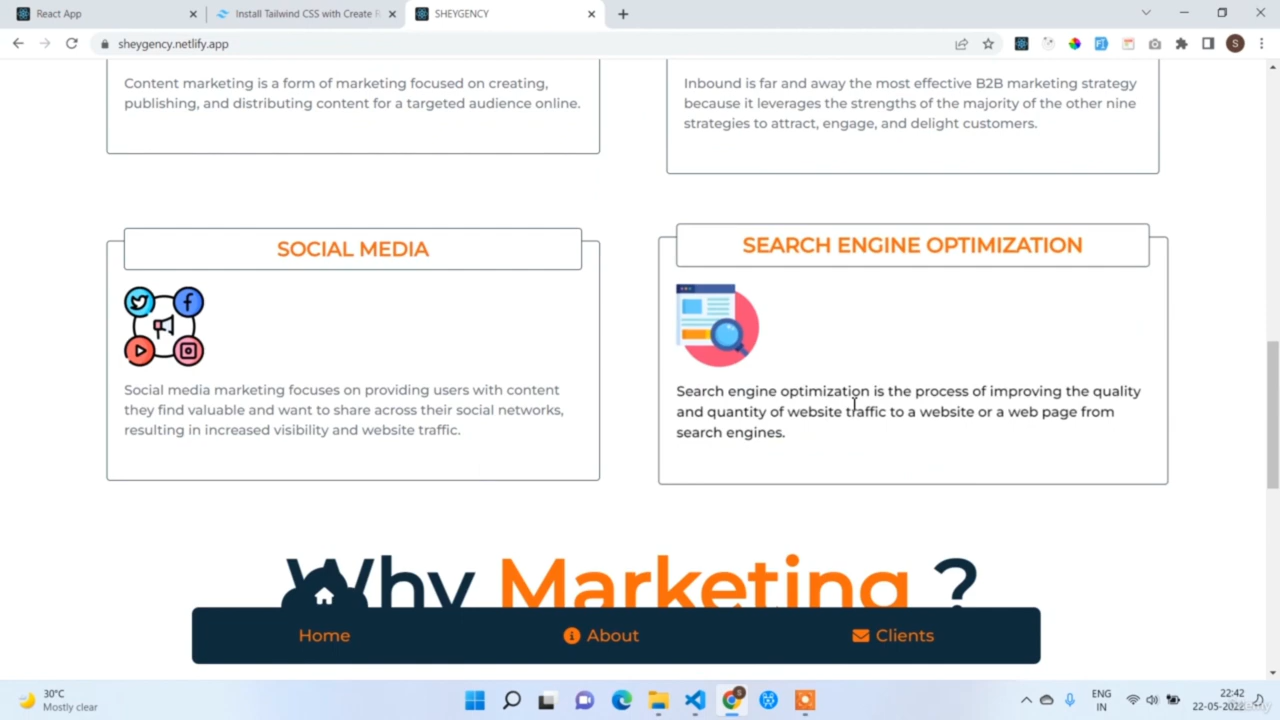 React App
Install Tailwind CSS with Create
SHEYGENCY
sheygency.netlify.app
S
Content marketing is a form of marketing focused on creating,
publishing, and distributing content for a targeted audience online.
Inbound is far and away the most effective B2B marketing strategy
because it leverages the strengths of the majority of the other nine
strategies to attract, engage, and delight customers.
SOCIAL MEDIA
Social media marketing focuses on providing users with content
they find valuable and want to share across their social networks,
resulting in increased visibility and website traffic.
SEARCH ENGINE OPTIMIZATION
Search engine optimization is the process of improving the quality
and quantity of website traffic to a website or a web page from
search engines.
Why Marketing ?
Home
About
Clients
30°C
Mostly clear
ENG
IN
22:42
22-05-2022